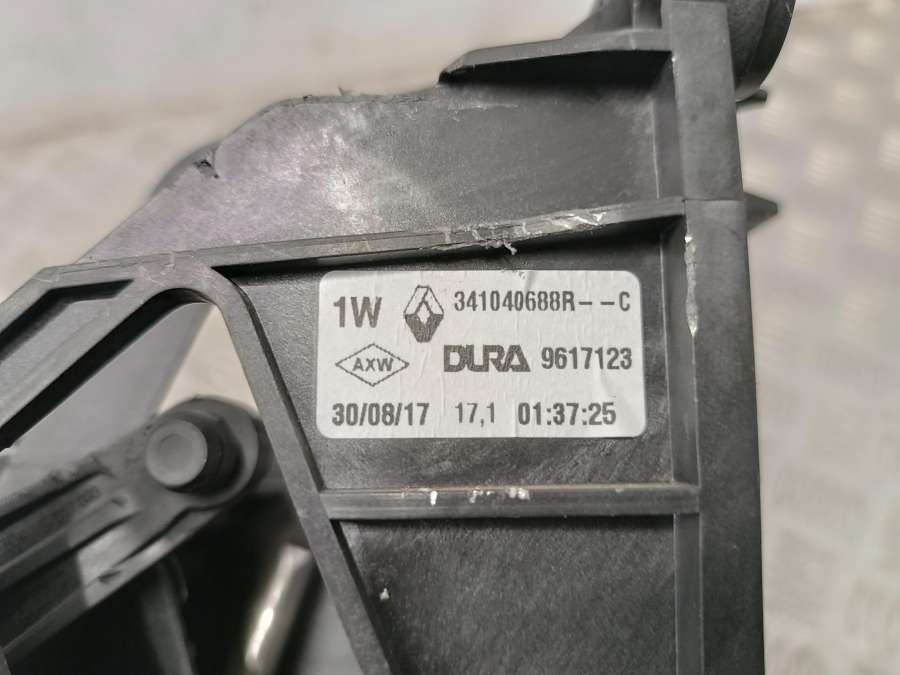 1W 341040688R--C
AXW DURA 9617123
30/08/17 17,1 01:37:25